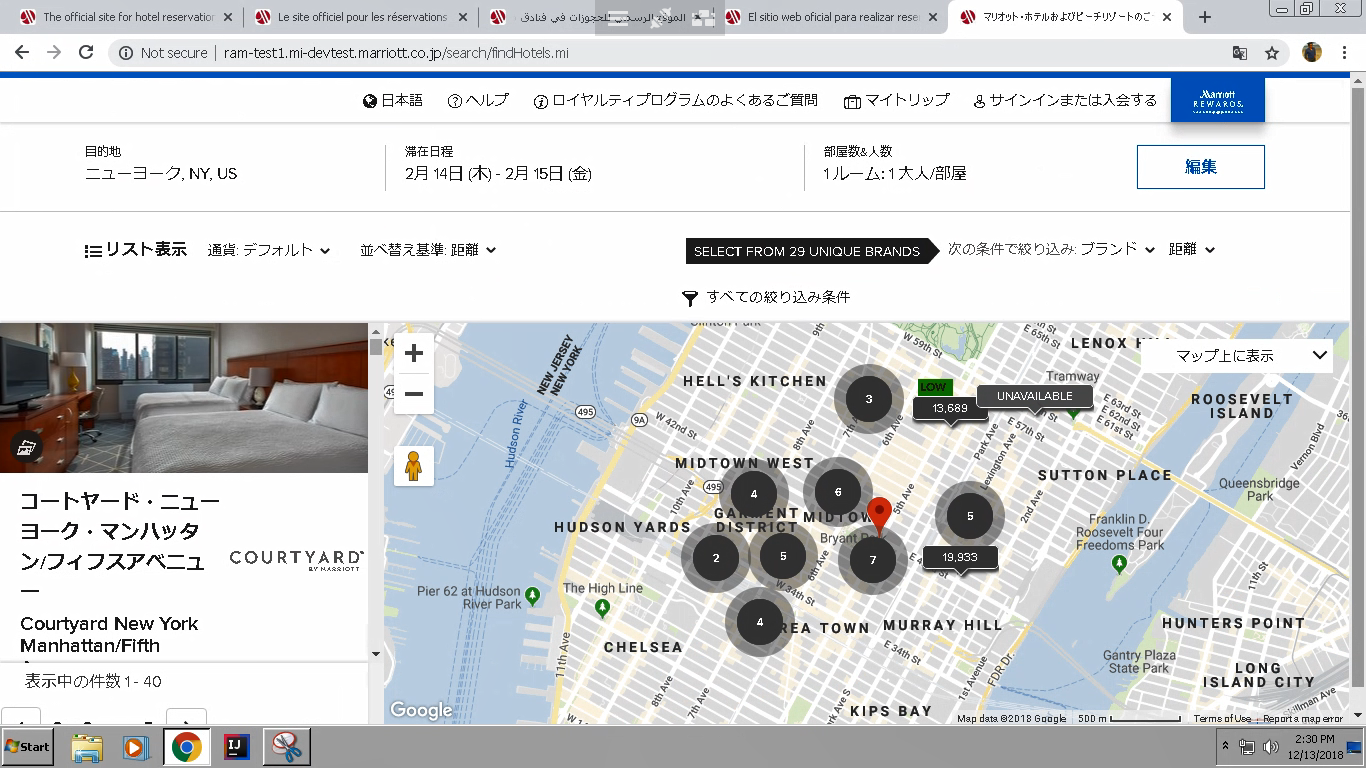 The official site for hotel reservation
Le site officiel pour les réservations
الموقع الرسمي للحجوزات في فنادق
El sitio web oficial para realizar rese
マリオット・ホテルおよびビーチリゾートのご
Not secure | ram-test1.mi-devtest.marriott.co.jp/search/findHotels.mi
日本語
ヘルプ
ロイヤルティプログラムのよくあるご質問
マイトリップ
サインインまたは入会する
Marriott
REWARDS.
目的地
ニューヨーク, NY, US
滞在日程
2月 14日 (木) - 2月 15日 (金)
部屋数&人数
1 ルーム: 1 大人/部屋
編集
リスト表示
通貨: デフォルト
並べ替え基準: 距離
SELECT FROM 29 UNIQUE BRANDS
次の条件で絞り込み: ブランド
距離
すべての絞り込み条件
コートヤード・ニュー
ヨーク・マンハッタ
ン/フィフスアベニュ
ー
COURTYARD
BY MARRIOTT
Courtyard New York
Manhattan/Fifth
表示中の件数 1 - 40
+
−
マップ上に表示
Clinton Park
9th
W 59th St
E 65th St
LENOX HILL
NEW JERSEY
NEW YORK
HELL'S KITCHEN
3
LOW
13,689
UNAVAILABLE
Tramway
E 63rd St
E 62nd St
E 61st St
E 57th St
ROOSEVELT
ISLAND
495
9A
W 42nd St
8th Ave
7th
6th Ave
Park Ave
Lexington Ave
Hudson River
Vernon Blvd
MIDTOWN WEST
SUTTON PLACE
Queensbridge
Park
495
10th Ave
4
6
5th Ave
2nd Ave
5
GARMENT
DISTRICT
MIDTOWN
HUDSON YARDS
Franklin D.
Roosevelt Four
Freedoms Park
Bryant Park
2
5
7
6th Ave
19,933
Pier 62 at Hudson
River Park
The High Line
W 34th St
11th St
4
KOREA TOWN
MURRAY HILL
HUNTERS POINT
CHELSEA
11th Ave
E 34th St
1st Avenue
FDR Dr.
Gantry Plaza
State Park
LONG
ISLAND CITY
8th Ave
7th Ave
Park Ave S
KIPS BAY
Google
Map data ©2018 Google
500 m
Terms of Use
Report a map error
Start
2:30 PM
12/13/2018